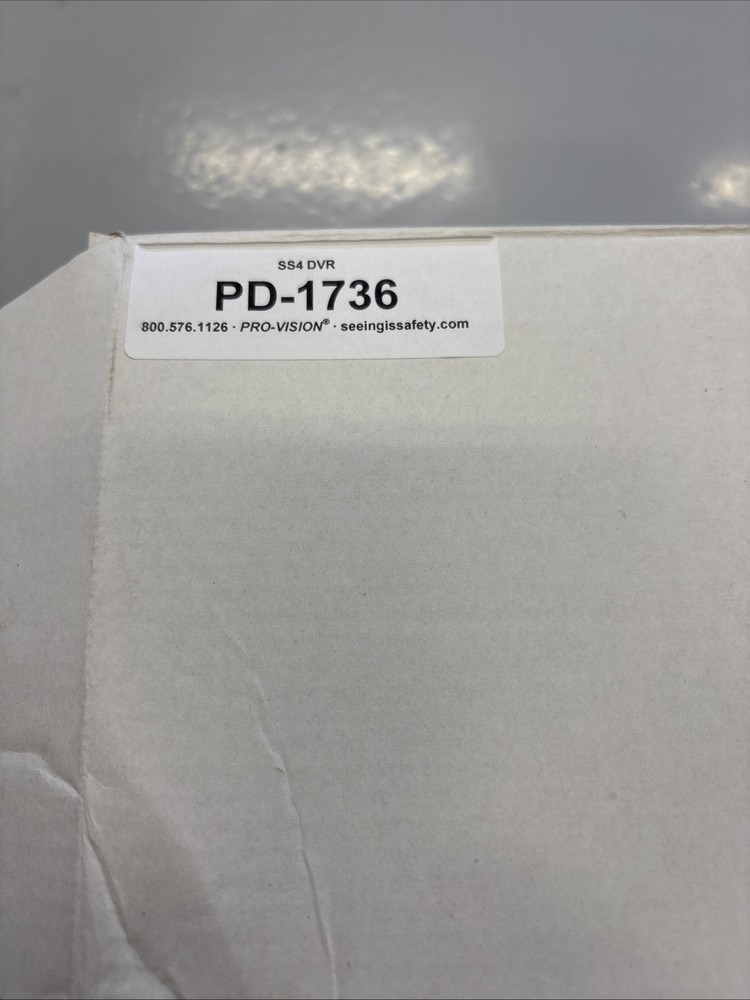 SS4 DVR
PD-1736
800.576.1126 · PRO-VISION® · seeingissafety.com